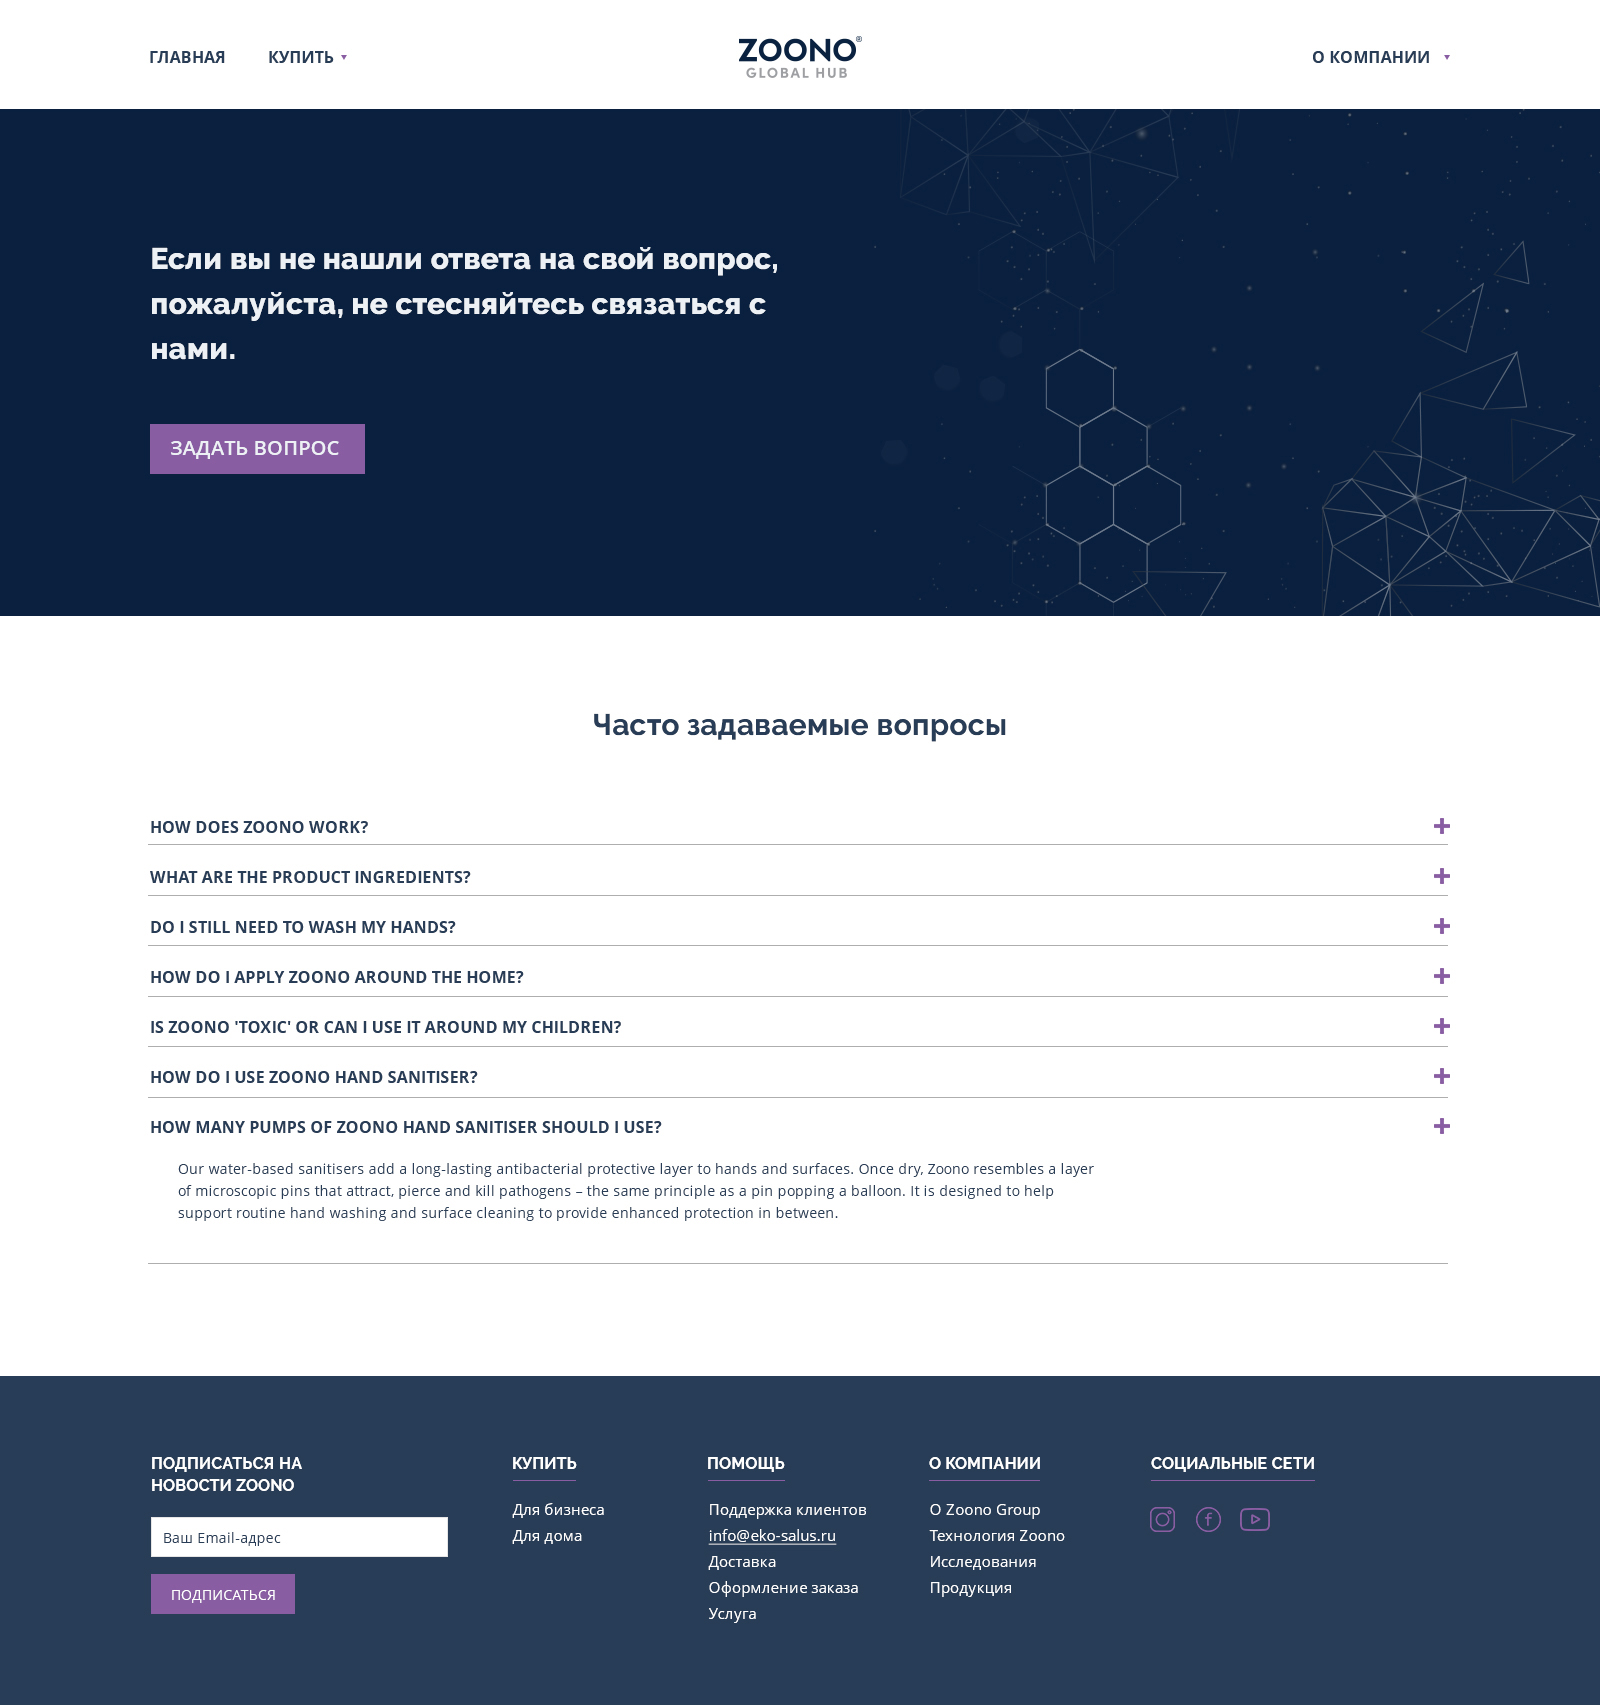 ГЛАВНАЯ КУПИТЬ ZOONO® О КОМПАНИИ
GLOBAL HUB
Если вы не нашли ответа на свой вопрос,
пожалуйста, не стесняйтесь связаться с
нами.
ЗАДАТЬ ВОПРОС
Часто задаваемые вопросы
HOW DOES ZOONO WORK?
WHAT ARE THE PRODUCT INGREDIENTS?
DO I STILL NEED TO WASH MY HANDS?
HOW DO I APPLY ZOONO AROUND THE HOME?
IS ZOONO 'TOXIC' OR CAN I USE IT AROUND MY CHILDREN?
HOW DO I USE ZOONO HAND SANITISER?
HOW MANY PUMPS OF ZOONO HAND SANITISER SHOULD I USE?
Our water-based sanitisers add a long-lasting antibacterial protective layer to hands and surfaces. Once dry, Zoono resembles a layer
of microscopic pins that attract, pierce and kill pathogens – the same principle as a pin popping a balloon. It is designed to help
support routine hand washing and surface cleaning to provide enhanced protection in between.
ПОДПИСАТЬСЯ НА
НОВОСТИ ZOONO
Ваш Email-адрес
ПОДПИСАТЬСЯ
КУПИТЬ
Для бизнеса
Для дома
ПОМОЩЬ
Поддержка клиентов
info@eko-salus.ru
Доставка
Оформление заказа
Услуга
О КОМПАНИИ
О Zoono Group
Технология Zoono
Исследования
Продукция
СОЦИАЛЬНЫЕ СЕТИ